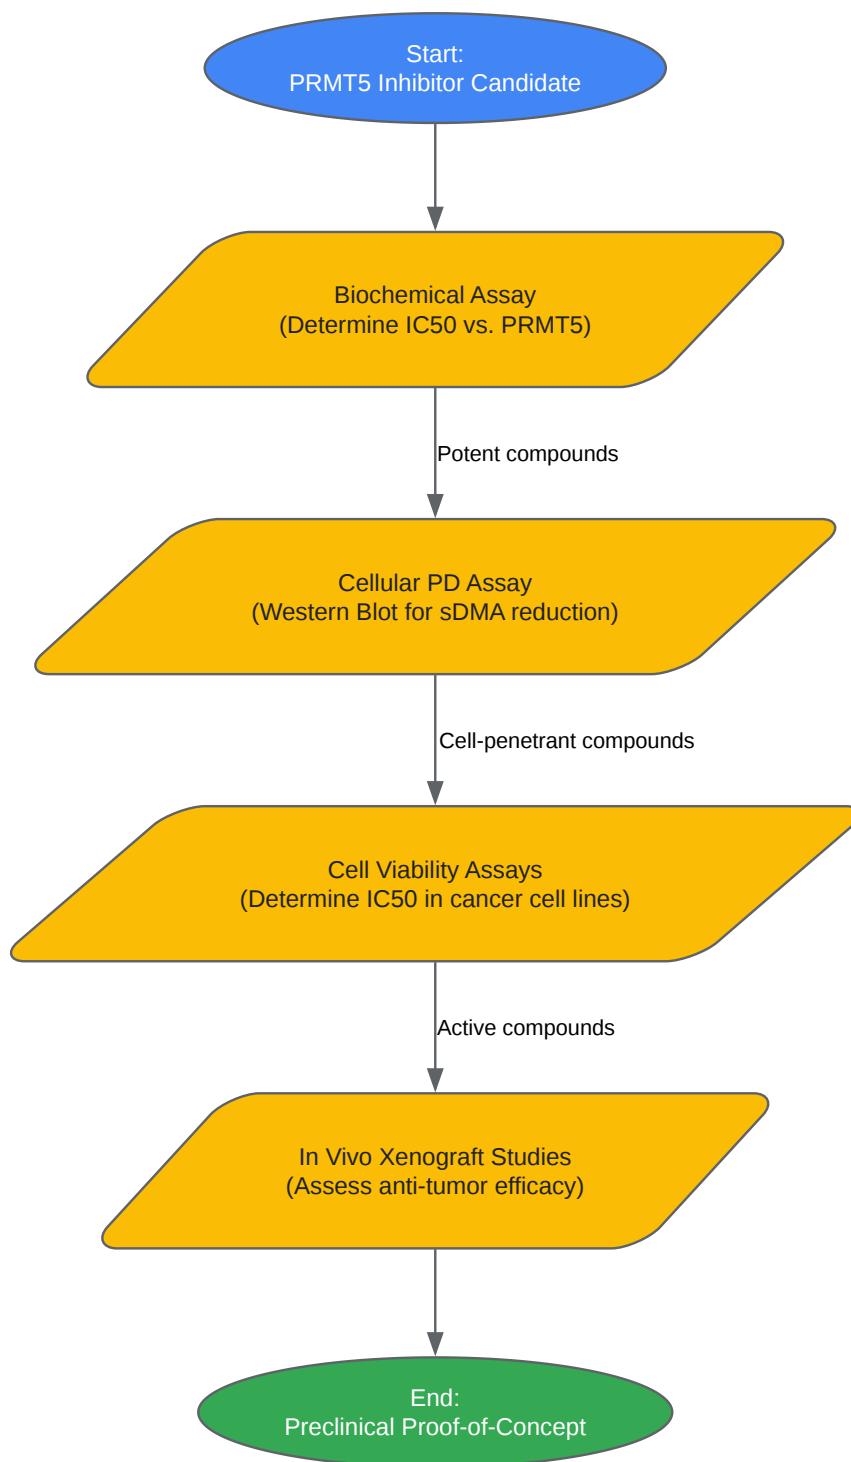 Start:
PRMT5 Inhibitor Candidate
Biochemical Assay
(Determine IC50 vs. PRMT5)
Potent compounds
Cellular PD Assay
(Western Blot for sDMA reduction)
Cell-penetrant compounds
Cell Viability Assays
(Determine IC50 in cancer cell lines)
Active compounds
In Vivo Xenograft Studies
(Assess anti-tumor efficacy)
End:
Preclinical Proof-of-Concept